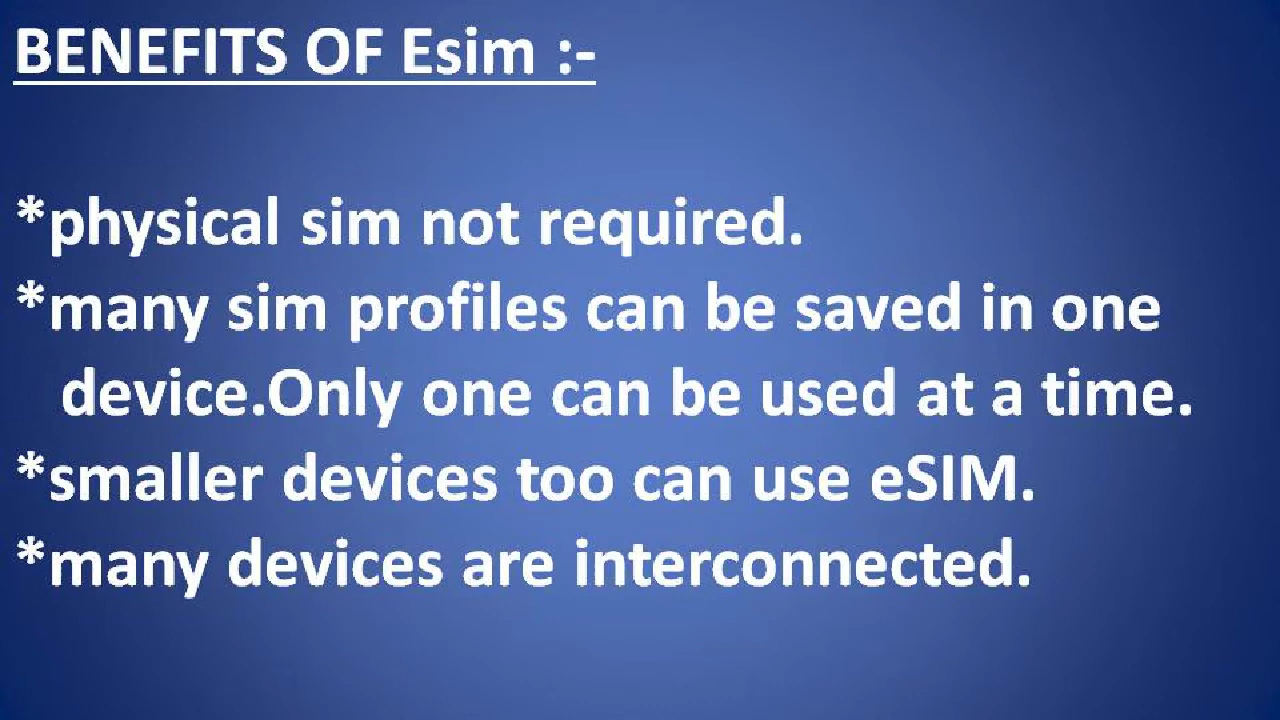 BENEFITS OF Esim :-
*physical sim not required.
*many sim profiles can be saved in one
device.Only one can be used at a time.
*smaller devices too can use eSIM.
*many devices are interconnected.